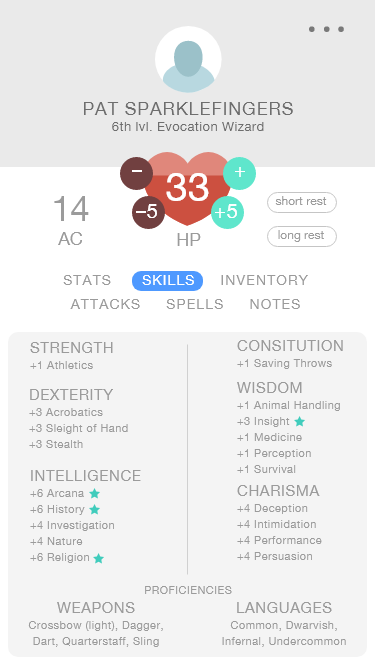 PAT SPARKLEFINGERS
6th lvl. Evocation Wizard
−
33
+
−5
+5
14
AC
HP
short rest
long rest
STATS SKILLS INVENTORY
ATTACKS SPELLS NOTES
STRENGTH
+1 Athletics
DEXTERITY
+3 Acrobatics
+3 Sleight of Hand
+3 Stealth
INTELLIGENCE
+6 Arcana
+6 History
+4 Investigation
+4 Nature
+6 Religion
CONSITUTION
+1 Saving Throws
WISDOM
+1 Animal Handling
+3 Insight
+1 Medicine
+1 Perception
+1 Survival
CHARISMA
+4 Deception
+4 Intimidation
+4 Performance
+4 Persuasion
PROFICIENCIES
WEAPONS
Crossbow (light), Dagger,
Dart, Quarterstaff, Sling
LANGUAGES
Common, Dwarvish,
Infernal, Undercommon